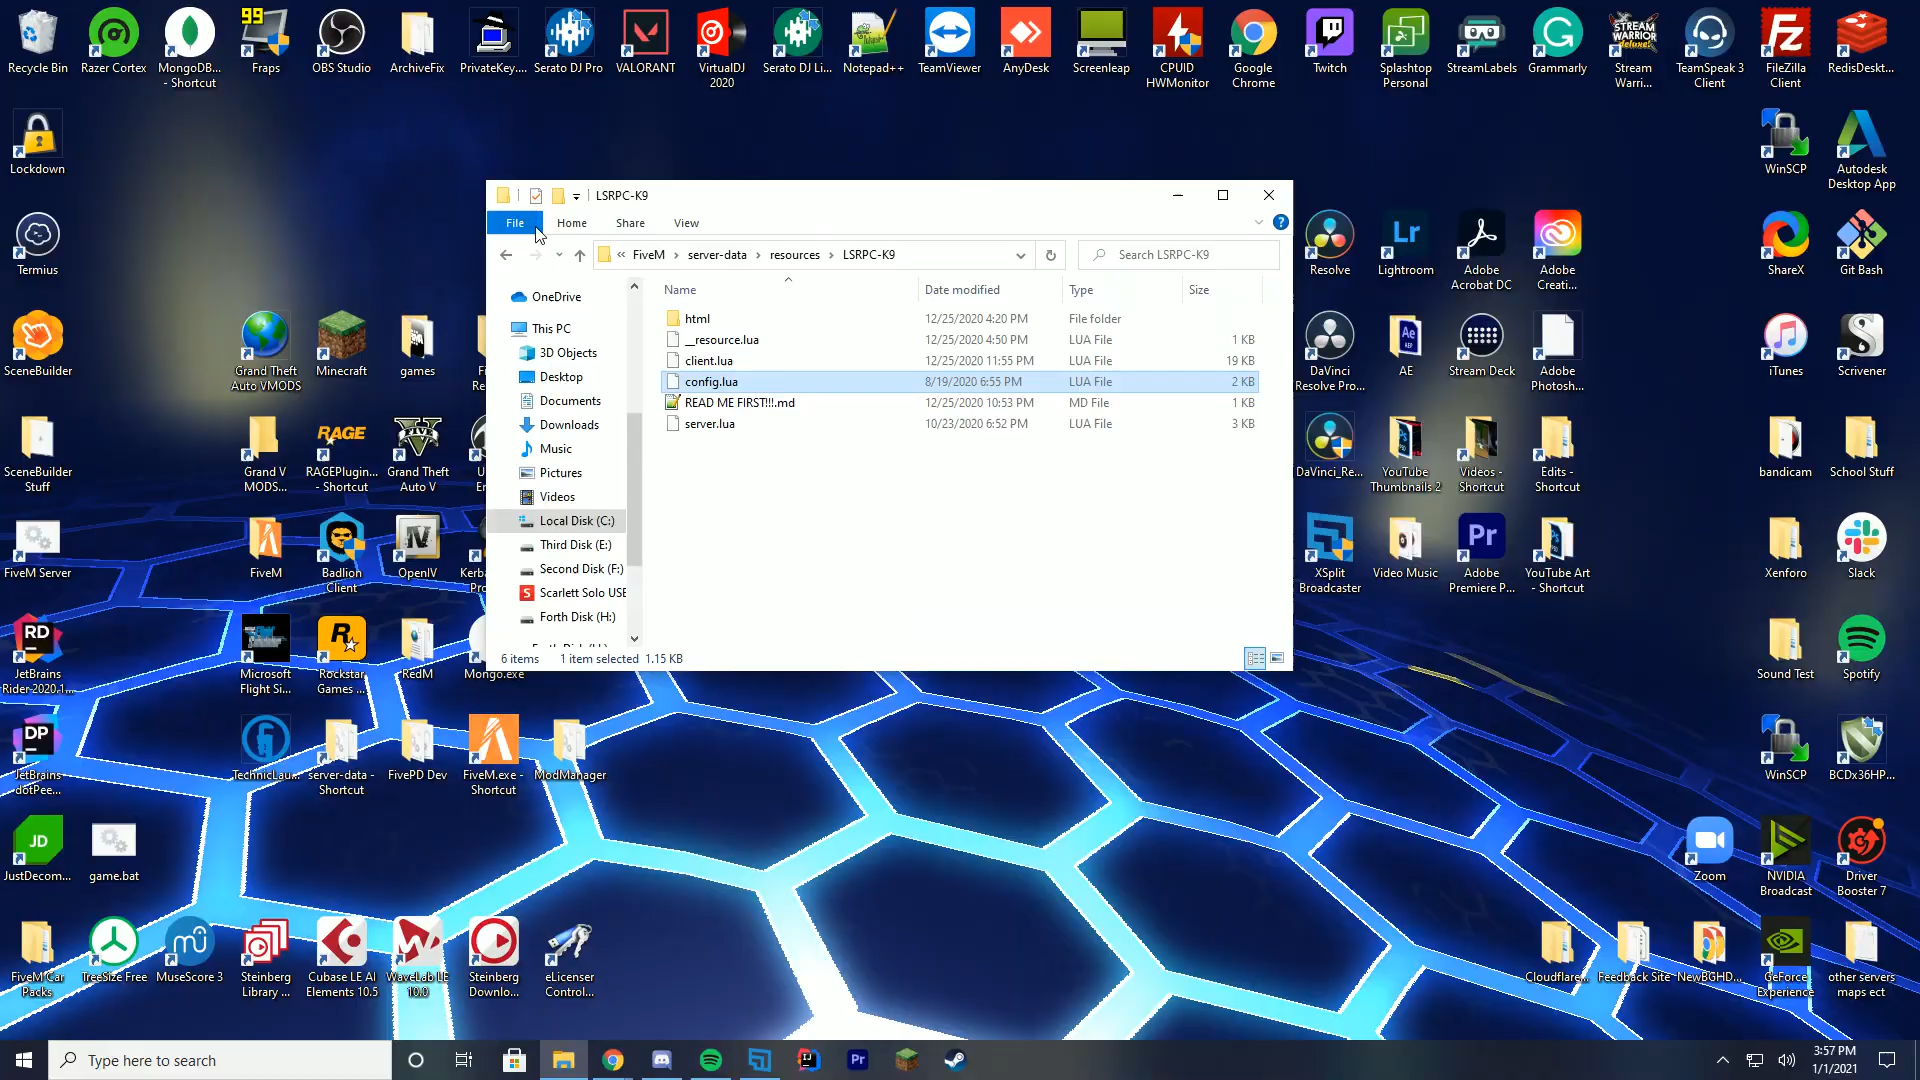 99
Recycle Bin
Razer Cortex
MongoDB...
- Shortcut
Fraps
OBS Studio
ArchiveFix
PrivateKey....
Serato DJ Pro
VALORANT
VirtualDJ
2020
Serato DJ Li...
Notepad++
TeamViewer
AnyDesk
Screenleap
CPUID
HWMonitor
Google
Chrome
Twitch
Splashtop
Personal
StreamLabels
Grammarly
Stream
Warri...
TeamSpeak 3
Client
FileZilla
Client
RedisDeskt...
Lockdown
WinSCP
Autodesk
Desktop App
LSRPC-K9
File
Home
Share
View
« FiveM > server-data > resources > LSRPC-K9
Search LSRPC-K9
Name
Date modified
Type
Size
html 12/25/2020 4:20 PM File folder
__resource.lua 12/25/2020 4:50 PM LUA File 1 KB
client.lua 12/25/2020 11:55 PM LUA File 19 KB
config.lua 8/19/2020 6:55 PM LUA File 2 KB
READ ME FIRST!!!.md 12/25/2020 10:53 PM MD File 1 KB
server.lua 10/23/2020 6:52 PM LUA File 3 KB
OneDrive
This PC
3D Objects
Desktop
Documents
Downloads
Music
Pictures
Videos
Local Disk (C:)
Third Disk (E:)
Second Disk (F:)
Scarlett Solo USE
Forth Disk (H:)
6 items 1 item selected 1.15 KB
Termius
Resolve
Lr
Lightroom
Adobe
Acrobat DC
Adobe
Creati...
ShareX
Git Bash
SceneBuilder
Grand Theft
Auto VMODS
Minecraft
games
DaVinci
Resolve Pro...
Ae
AE
Stream Deck
Adobe
Photosh...
iTunes
Scrivener
SceneBuilder
Stuff
Grand V
MODS...
RAGE
RAGEPlugin...
- Shortcut
Grand Theft
Auto V
DaVinci_Re...
YouTube
Thumbnails 2
Videos -
Shortcut
Edits -
Shortcut
bandicam
School Stuff
FiveM Server
FiveM
Badlion
Client
OpenIV
XSplit
Broadcaster
Video Music
Pr
Adobe
Premiere P...
YouTube Art
- Shortcut
Xenforo
Slack
RD
JetBrains
Rider 2020.1...
Microsoft
Flight Si...
Rockstar
Games ...
RedM
Mongo.exe
Sound Test
Spotify
DP
JetBrains
dotPee...
TechnicLau...
server-data -
Shortcut
FivePD Dev
FiveM.exe -
Shortcut
ModManager
WinSCP
BCDx36HP...
JD
JustDecom...
game.bat
Zoom
NVIDIA
Broadcast
Driver
Booster 7
FiveM Car
Packs
TreeSize Free
MuseScore 3
Steinberg
Library ...
Cubase LE AI
Elements 10.5
WaveLab LE
10.0
Steinberg
Downlo...
eLicenser
Control...
Cloudflare...
Feedback Site
NewBGHD...
GeForce
Experience
other servers
maps ect
Type here to search
Pr
3:57 PM
1/1/2021